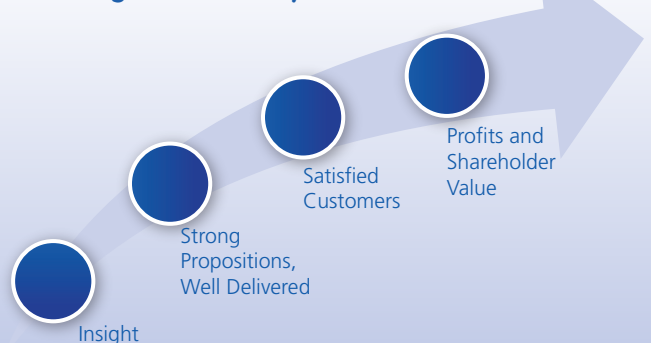 Profits and
Shareholder
Value
Satisfied
Customers
Strong
Propositions,
Well Delivered
Insight